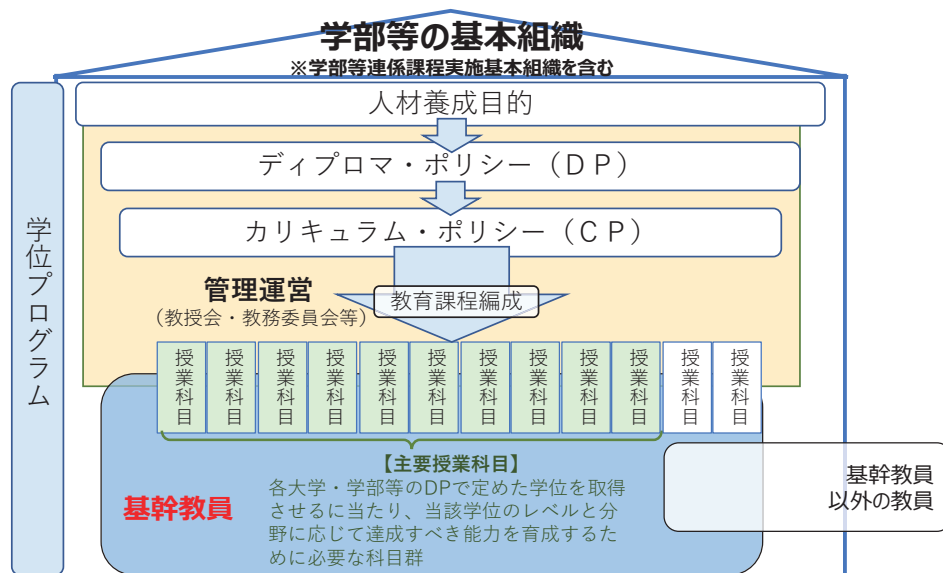 学部等の基本組織
※学部等連係課程実施基本組織を含む
学位プログラム
人材養成目的
ディプロマ・ポリシー（ＤＰ）
カリキュラム・ポリシー（ＣＰ）
管理運営
（教授会・教務委員会等）
教育課程編成
授業科目
授業科目
授業科目
授業科目
授業科目
授業科目
授業科目
授業科目
授業科目
授業科目
授業科目
授業科目
【主要授業科目】
基幹教員
各大学・学部等のDPで定めた学位を取得
させるに当たり、当該学位のレベルと分
野に応じて達成すべき能力を育成するた
めに必要な科目群
基幹教員
以外の教員